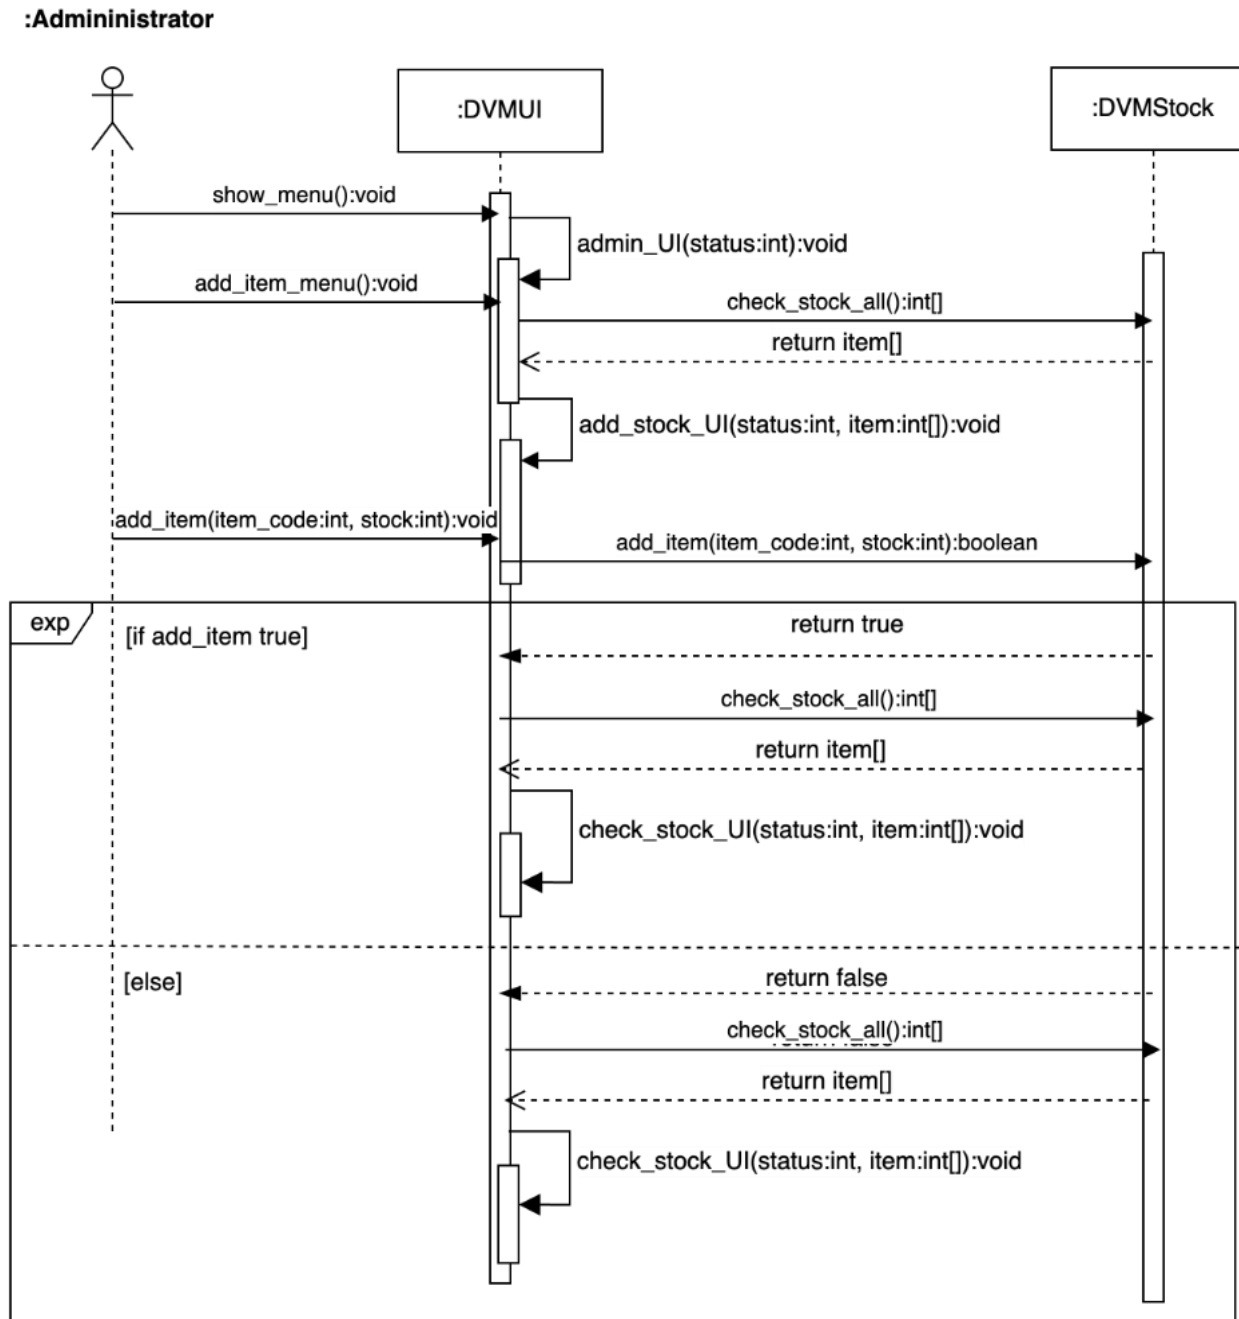 :Admininistrator
:DVMUI
:DVMStock
show_menu():void
admin_UI(status:int):void
add_item_menu():void
check_stock_all():int[]
return item[]
add_stock_UI(status:int, item:int[]):void
add_item(item_code:int, stock:int):void
add_item(item_code:int, stock:int):boolean
exp
[if add_item true]
return true
check_stock_all():int[]
return item[]
check_stock_UI(status:int, item:int[]):void
[else]
return false
check_stock_all():int[]
return item[]
check_stock_UI(status:int, item:int[]):void